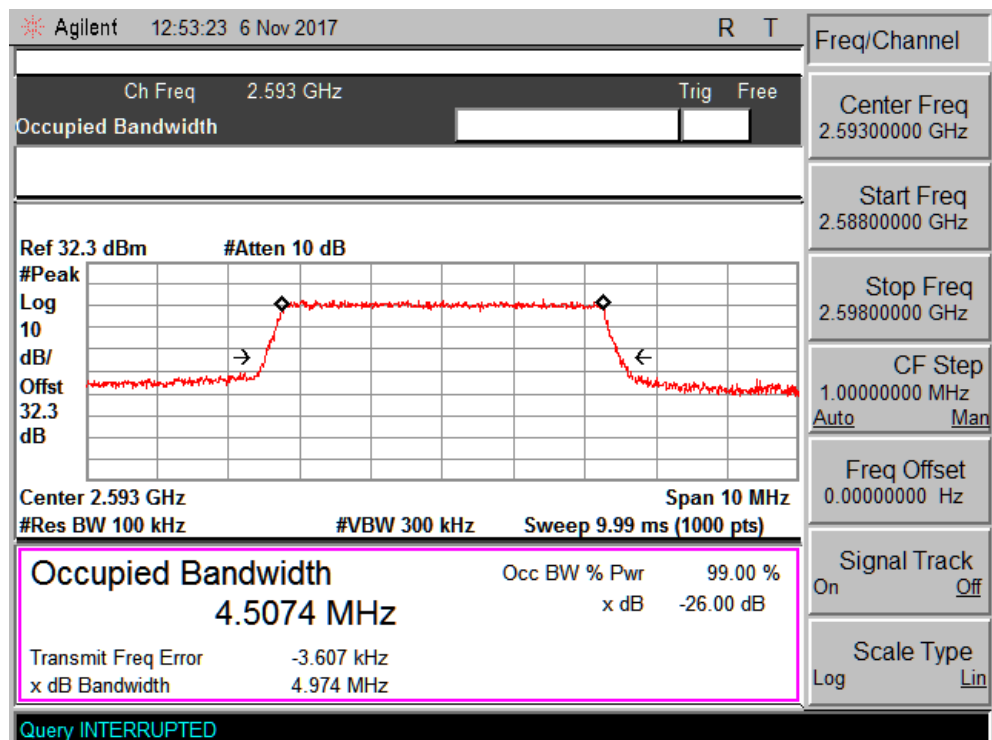 Agilent 12:53:23 6 Nov 2017 R T
Ch Freq 2.593 GHz Trig Free
Occupied Bandwidth
Ref 32.3 dBm #Atten 10 dB
#Peak
Log
10
dB/
Offst
32.3
dB
Center 2.593 GHz Span 10 MHz
#Res BW 100 kHz #VBW 300 kHz Sweep 9.99 ms (1000 pts)
Occupied Bandwidth Occ BW % Pwr 99.00 %
4.5074 MHz x dB -26.00 dB
Transmit Freq Error -3.607 kHz
x dB Bandwidth 4.974 MHz
Query INTERRUPTED
Freq/Channel
Center Freq
2.59300000 GHz
Start Freq
2.58800000 GHz
Stop Freq
2.59800000 GHz
CF Step
1.00000000 MHz
Auto Man
Freq Offset
0.00000000 Hz
Signal Track
On Off
Scale Type
Log Lin